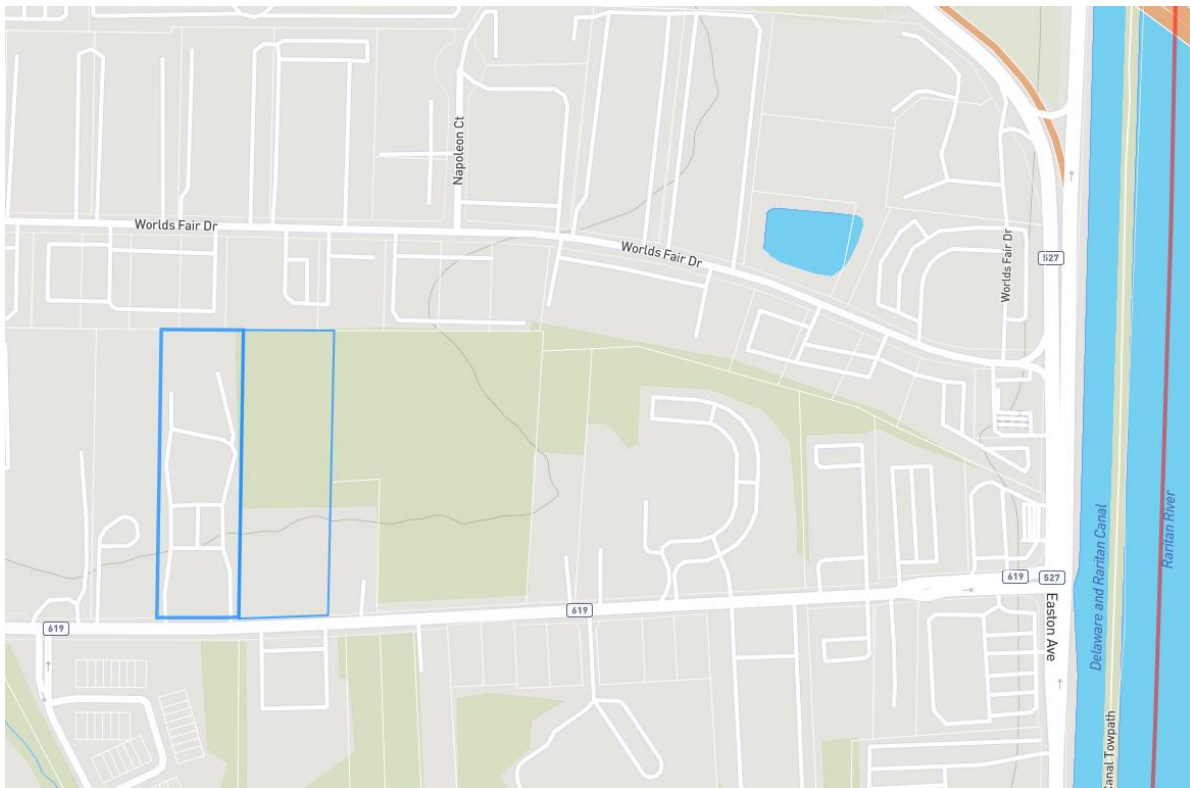 Napoleon Ct
Worlds Fair Dr
Worlds Fair Dr
Worlds Fair Dr
527
619
527
619
619
Easton Ave
Delaware and Raritan Canal
Raritan River
Canal Towpath